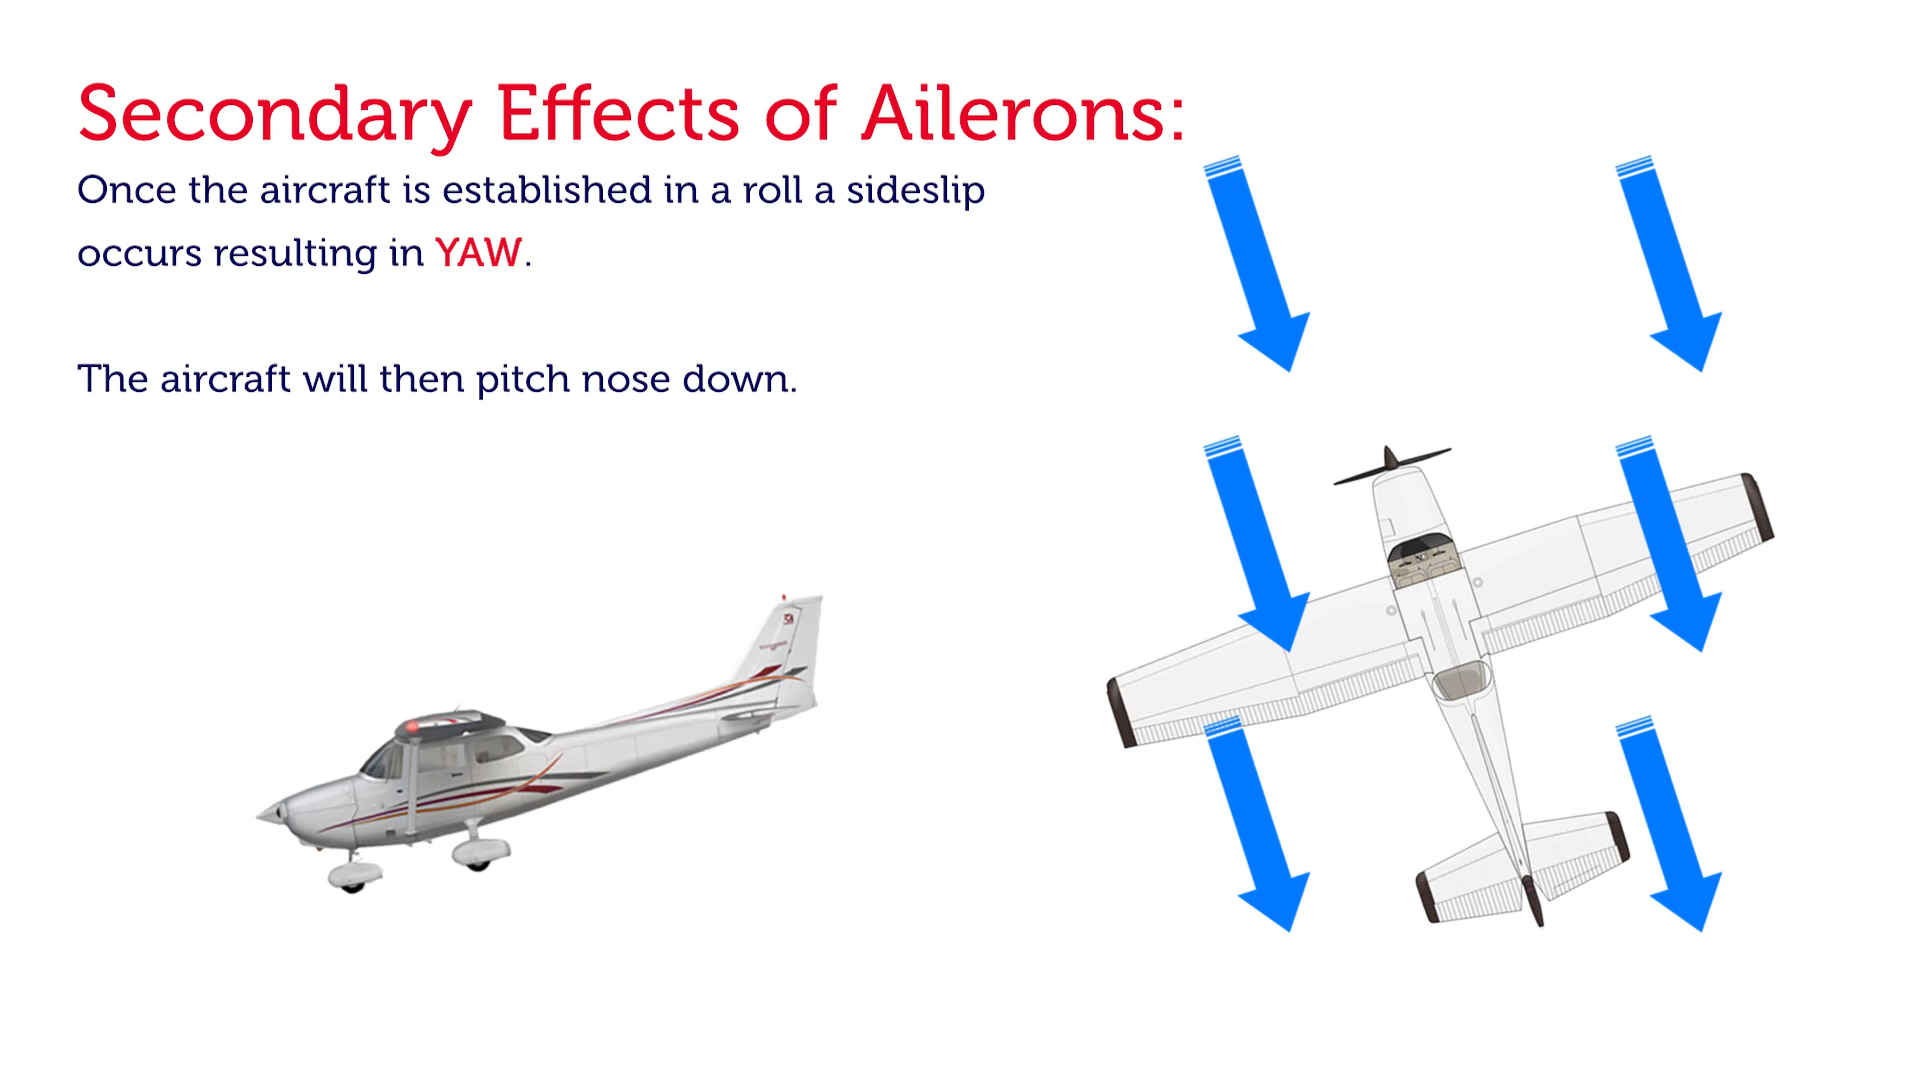 Secondary Effects of Ailerons:
Once the aircraft is established in a roll a sideslip
occurs resulting in YAW.
The aircraft will then pitch nose down.